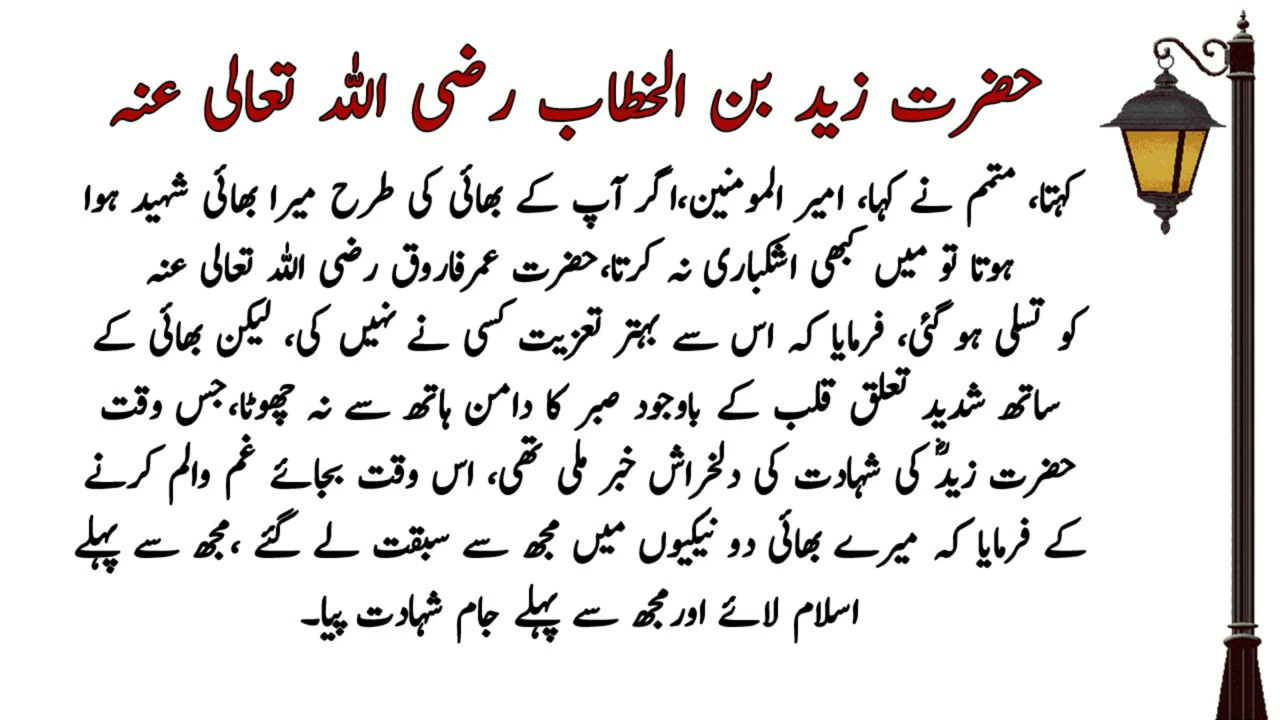 حضرت زید بن الخطاب رضی اللہ تعالی عنہ
کہتا، متمم نے کہا، امیر المومنین،اگر آپ کے بھائی کی طرح میرا بھائی شہید ہوا
ہوتا تو میں کبھی اشکباری نہ کرتا،حضرت عمرفاروق رضی اللہ تعالی عنہ
کو تسلی ہو گئی، فرمایا کہ اس سے بہتر تعزیت کسی نے نہیں کی، لیکن بھائی کے
ساتھ شدید تعلق قلب کے باوجود صبر کا دامن ہاتھ سے نہ چھوٹا،جس وقت
حضرت زیدؓ کی شہادت کی دلخراش خبر ملی تھی، اس وقت بجائے غم والم کرنے
کے فرمایا کہ میرے بھائی دو نیکیوں میں مجھ سے سبقت لے گئے ،مجھ سے پہلے
اسلام لائے اورمجھ سے پہلے جام شہادت پیا۔